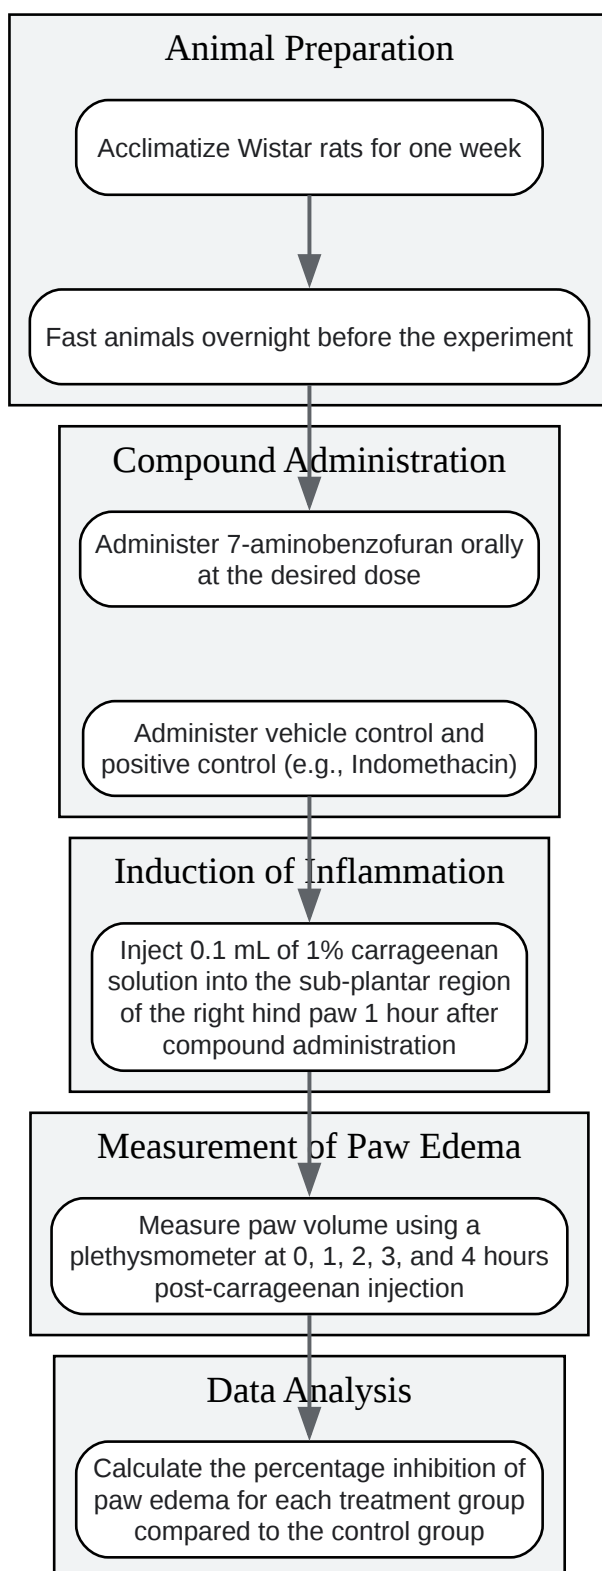 Animal Preparation
Acclimatize Wistar rats for one week
Fast animals overnight before the experiment
Compound Administration
Administer 7-aminobenzofuran orally
at the desired dose
Administer vehicle control and
positive control (e.g., Indomethacin)
Induction of Inflammation
Inject 0.1 mL of 1% carrageenan
solution into the sub-plantar region
of the right hind paw 1 hour after
compound administration
Measurement of Paw Edema
Measure paw volume using a
plethysmometer at 0, 1, 2, 3, and 4 hours
post-carrageenan injection
Data Analysis
Calculate the percentage inhibition of
paw edema for each treatment group
compared to the control group